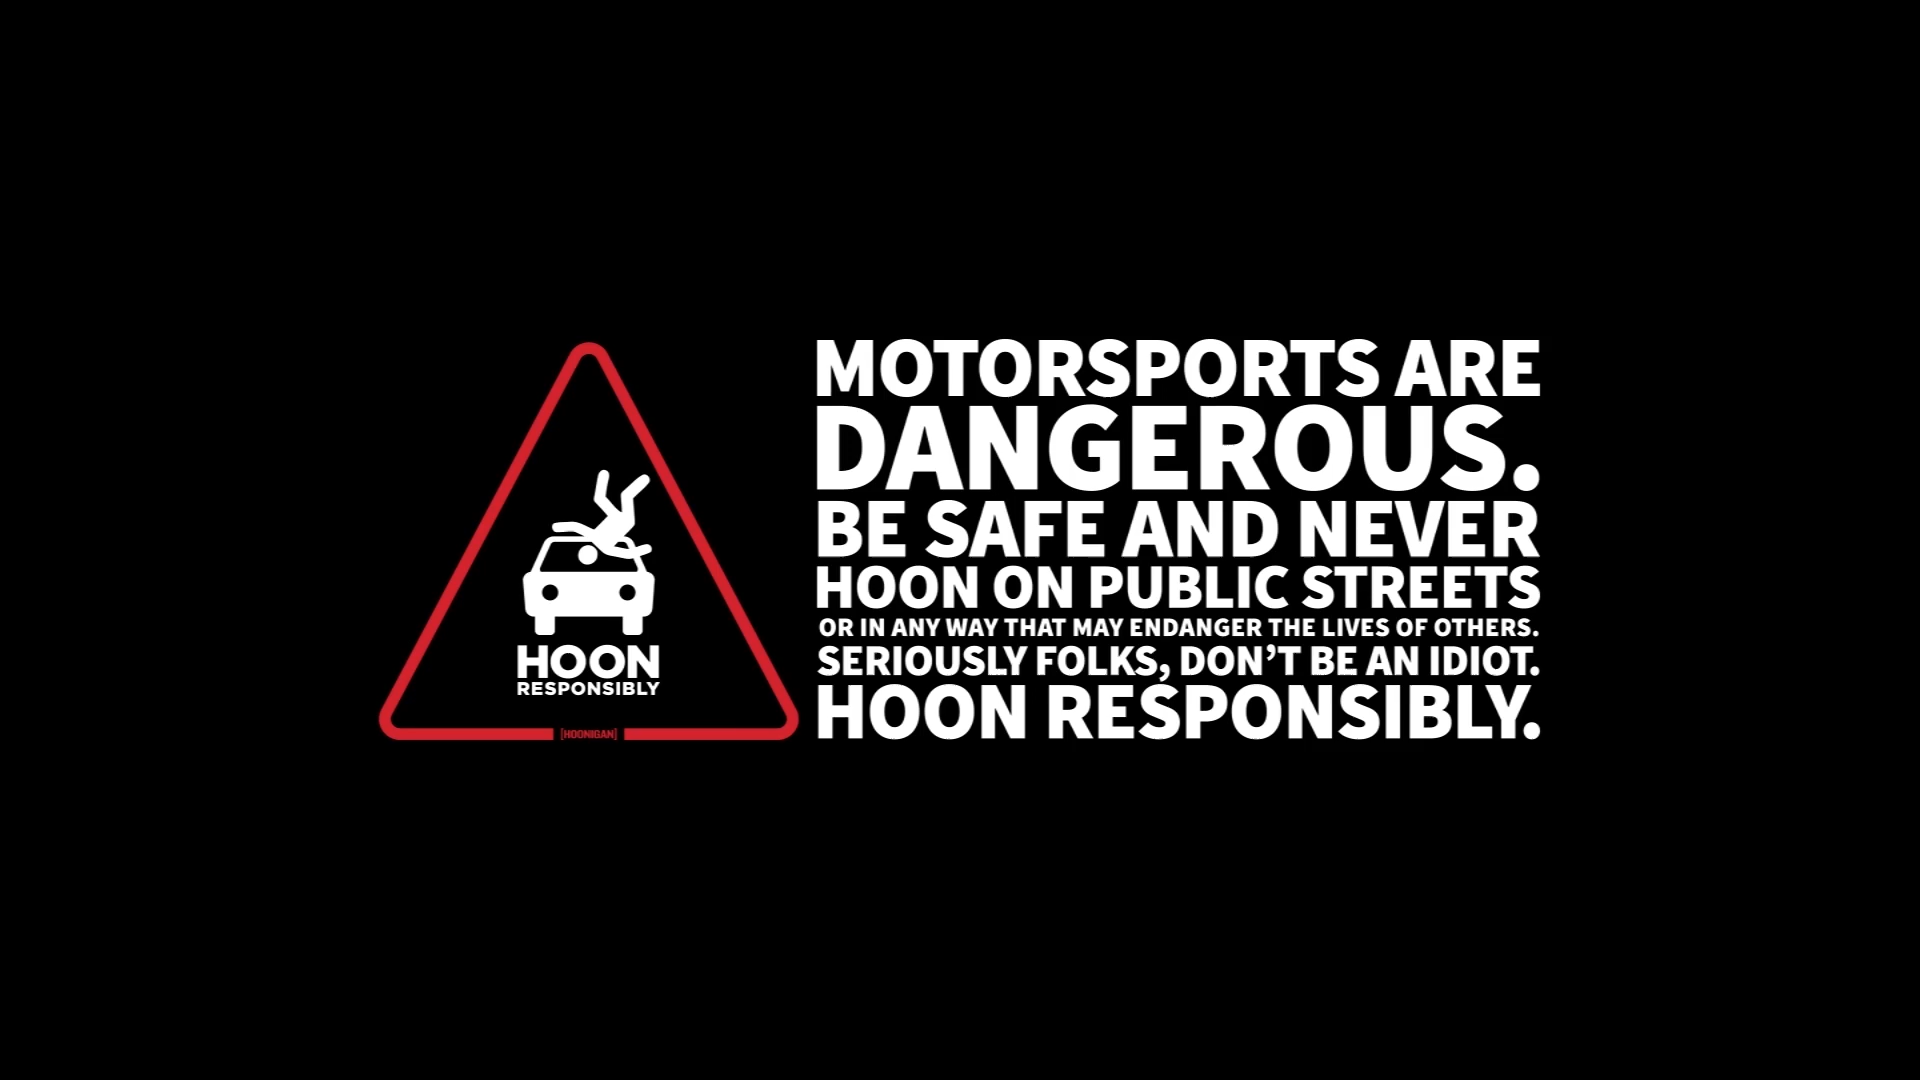 HOON
RESPONSIBLY
[HOONIGAN]
MOTORSPORTS ARE
DANGEROUS.
BE SAFE AND NEVER
HOON ON PUBLIC STREETS
OR IN ANY WAY THAT MAY ENDANGER THE LIVES OF OTHERS.
SERIOUSLY FOLKS, DON’T BE AN IDIOT.
HOON RESPONSIBLY.